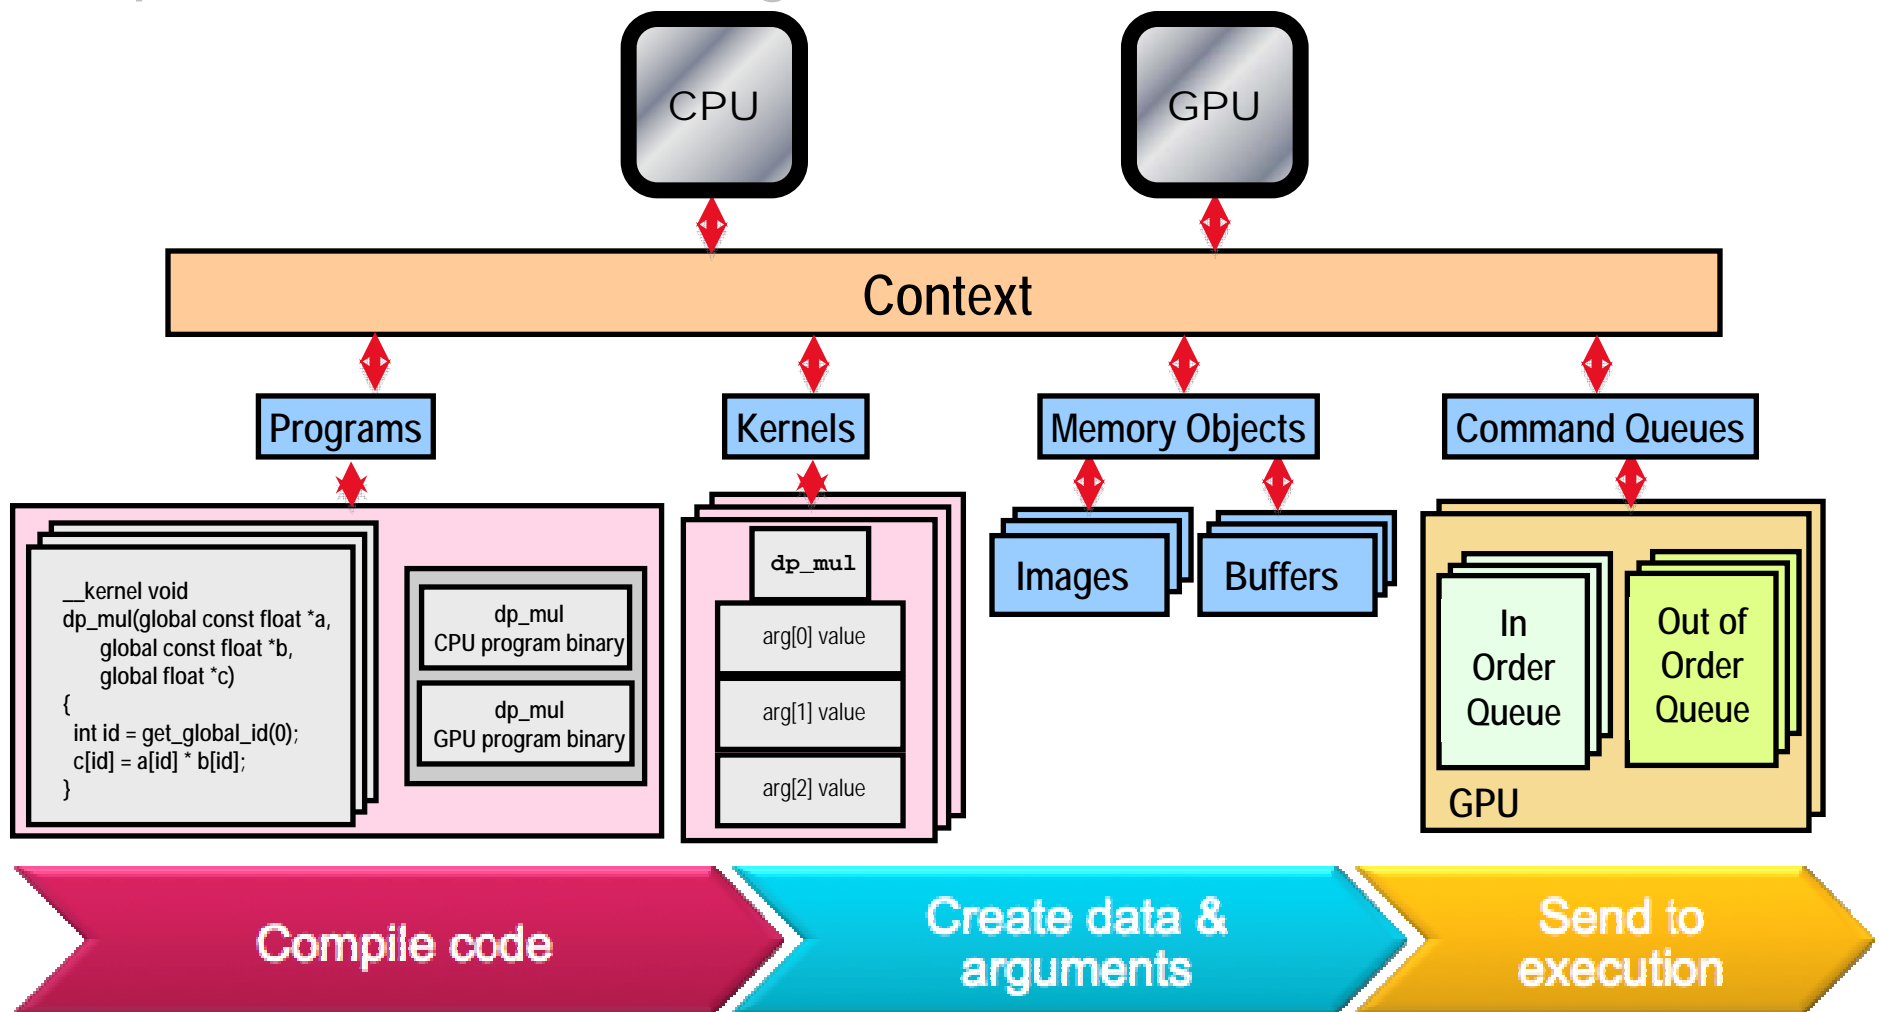 CPU
GPU
Context
Programs
Kernels
Memory Objects
Command Queues
__kernel void
dp_mul(global const float *a,
global const float *b,
global float *c)
{
int id = get_global_id(0);
c[id] = a[id] * b[id];
}
dp_mul
CPU program binary
dp_mul
GPU program binary
dp_mul
arg[0] value
arg[1] value
arg[2] value
Images
Buffers
In
Order
Queue
Out of
Order
Queue
GPU
Compile code
Create data &
arguments
Send to
execution